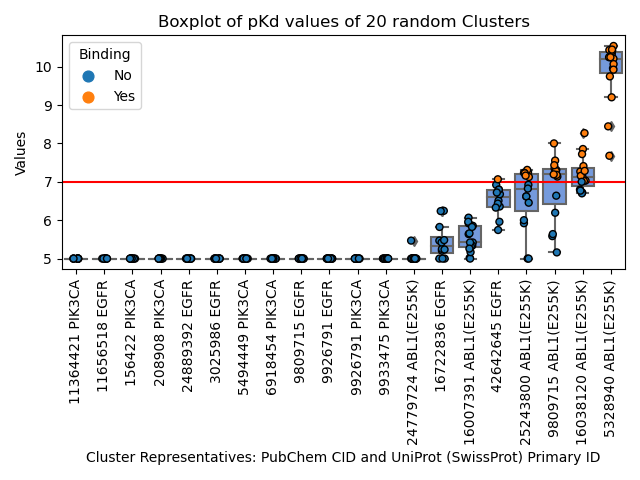 Boxplot of pKd values of 20 random Clusters
Binding
No
Yes
Values
10
9
8
7
6
5
11364421 PIK3CA
11656518 EGFR
156422 PIK3CA
208908 PIK3CA
24889392 EGFR
3025986 EGFR
5494449 PIK3CA
6918454 PIK3CA
9809715 EGFR
9926791 EGFR
9926791 PIK3CA
9933475 PIK3CA
24779724 ABL1(E255K)
16722836 EGFR
16007391 ABL1(E255K)
42642645 EGFR
25243800 ABL1(E255K)
9809715 ABL1(E255K)
16038120 ABL1(E255K)
5328940 ABL1(E255K)
Cluster Representatives: PubChem CID and UniProt (SwissProt) Primary ID